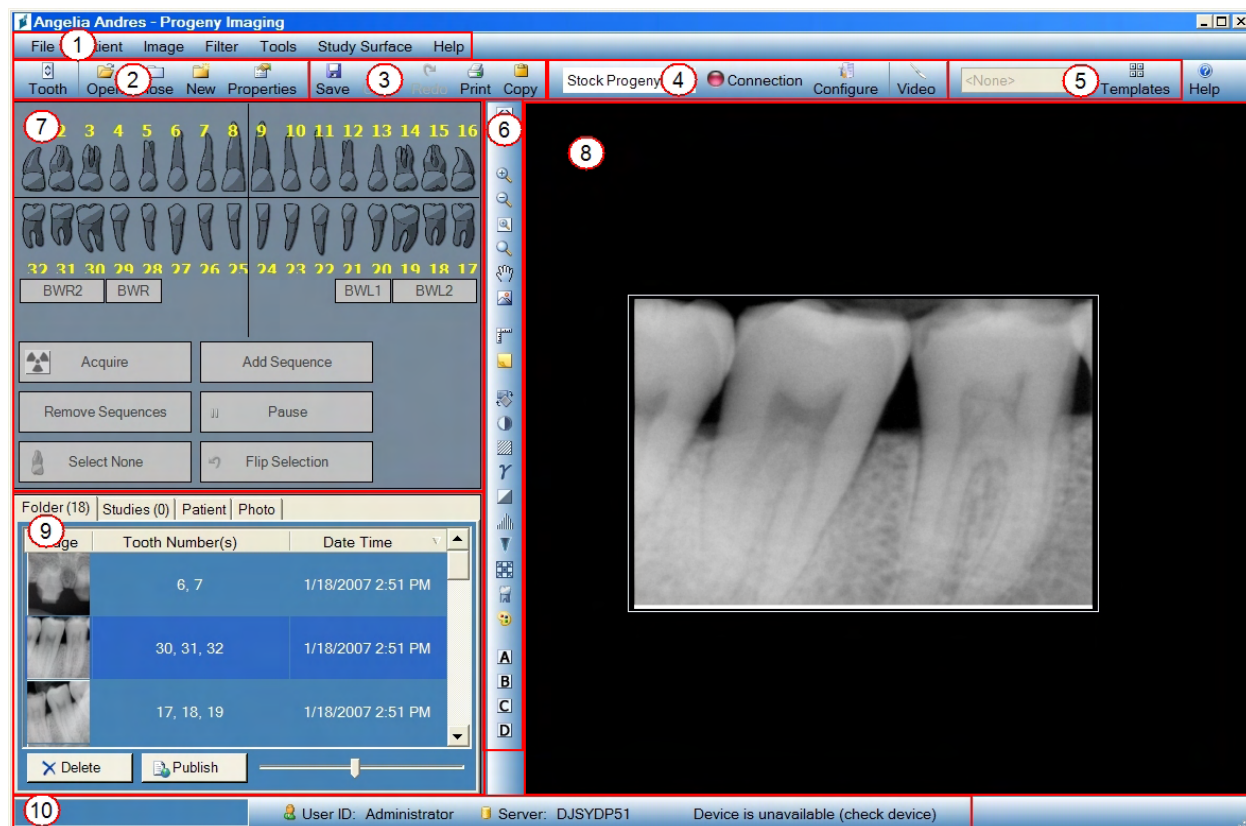 Angelia Andres - Progeny Imaging
File 1 Patient Image Filter Tools Study Surface Help
Tooth Open 2 Close New Properties Save 3 Redo Print Copy Stock Progeny 4 Connection Configure Video <None> 5 Templates Help
7 2 3 4 5 6 7 8 9 10 11 12 13 14 15 16
6
8
32 31 30 29 28 27 26 25 24 23 22 21 20 19 18 17
BWR2 BWR BWL1 BWL2
Acquire Add Sequence
Remove Sequences Pause
Select None Flip Selection
Folder (18) Studies (0) Patient Photo
9 Tooth Number(s) Date Time
6, 7 1/18/2007 2:51 PM
30, 31, 32 1/18/2007 2:51 PM
17, 18, 19 1/18/2007 2:51 PM
A
B
C
D
Delete Publish
10 User ID: Administrator Server: DJSYDP51 Device is unavailable (check device)